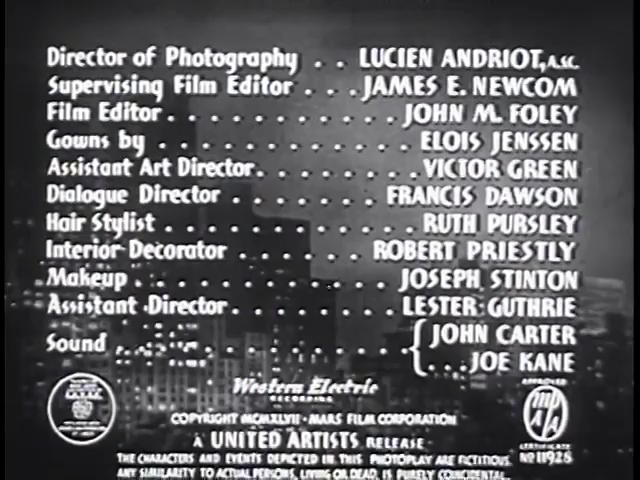 Director of Photography . . LUCIEN ANDRIOT, A.S.C.
Supervising Film Editor . . . JAMES E. NEWCOM
Film Editor . . . . . . . . . . . JOHN M. FOLEY
Gowns by . . . . . . . . . . . . ELOIS JENSSEN
Assistant Art Director . . . . . . . . VICTOR GREEN
Dialogue Director . . . . . . . . FRANCIS DAWSON
Hair Stylist . . . . . . . . . . . . RUTH PURSLEY
Interior Decorator . . . . . . ROBERT PRIESTLY
Makeup . . . . . . . . . . . . JOSEPH STINTON
Assistant Director . . . . . . . . LESTER GUTHRIE
Sound . . . . . . . . . . . . { JOHN CARTER
. . . JOE KANE
Western Electric
RECORDING
COPYRIGHT MCMXLVII - MARS FILM CORPORATION
A UNITED ARTISTS RELEASE
APPROVED
MPAA
CERTIFICATE
No 11928
THE CHARACTERS AND EVENTS DEPICTED IN THIS PHOTOPLAY ARE FICTITIOUS.
ANY SIMILARITY TO ACTUAL PERSONS, LIVING OR DEAD, IS PURELY COINCIDENTAL.